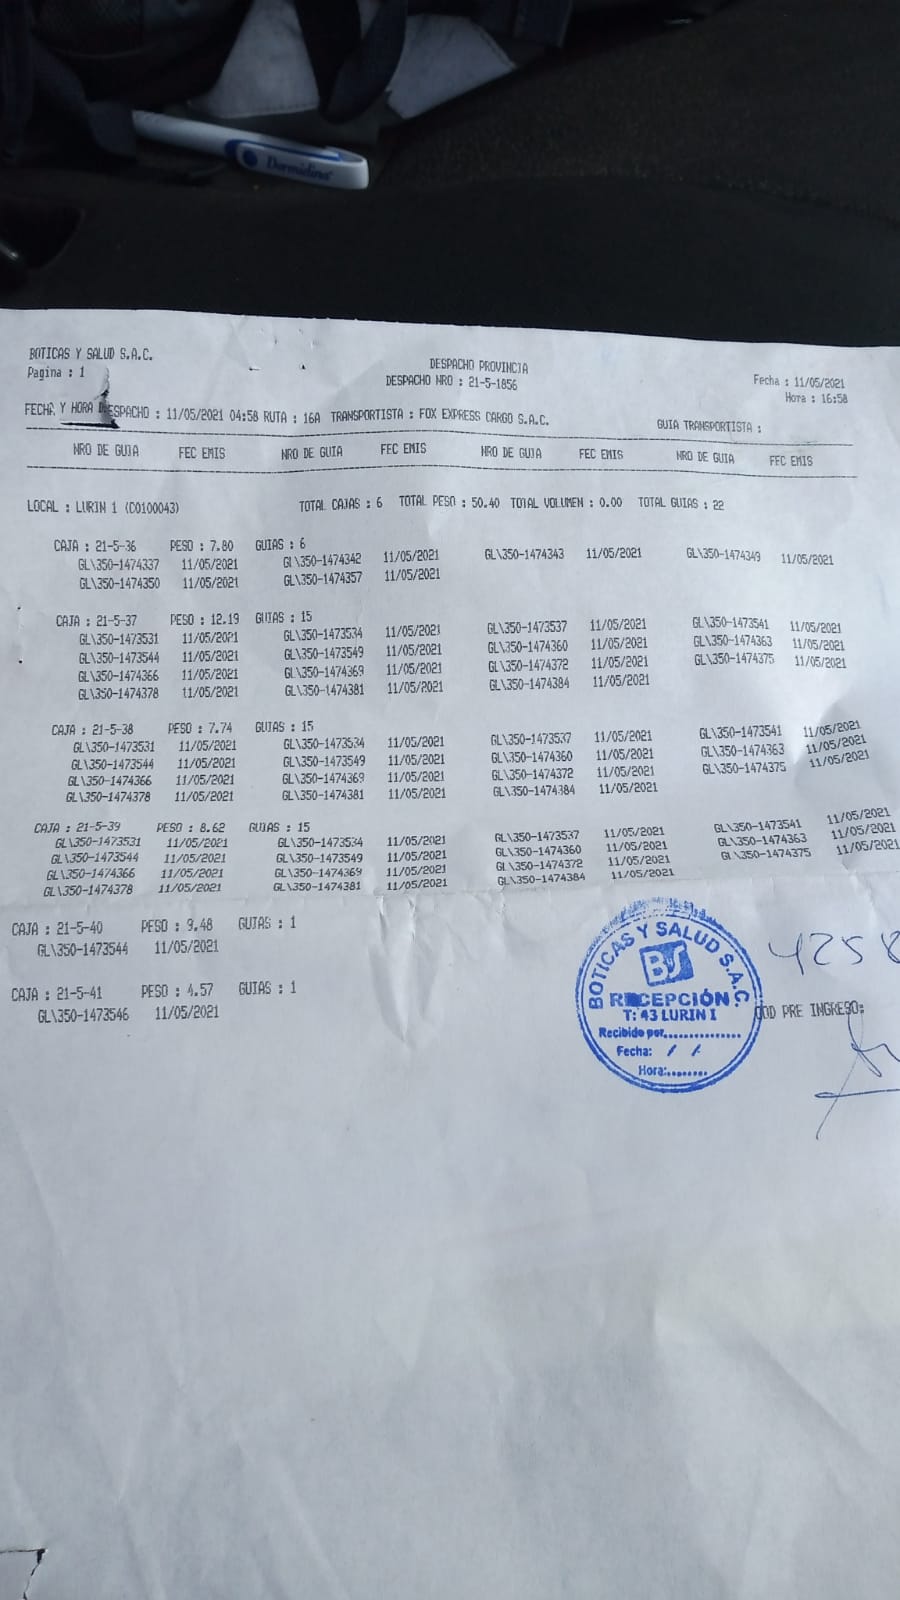 Dormidina
BOTICAS Y SALUD S.A.C.
Pagina : 1
DESPACHO PROVINCIA
DESPACHO NRO : 21-5-1856
Fecha : 11/05/2021
Hora : 16:58
FECHA Y HORA DESPACHO : 11/05/2021 04:58 RUTA : 16A TRANSPORTISTA : FOX EXPRESS CARGO S.A.C. GUIA TRANSPORTISTA :
NRO DE GUIA FEC EMIS NRO DE GUIA FEC EMIS NRO DE GUIA FEC EMIS NRO DE GUIA FEC EMIS
LOCAL : LURIN 1 (C0100043) TOTAL CAJAS : 6 TOTAL PESO : 50.40 TOTAL VOLUMEN : 0.00 TOTAL GUIAS : 22
CAJA : 21-5-36 PESO : 7.80 GUIAS : 6
GL\350-1474337 11/05/2021 GL\350-1474342 11/05/2021 GL\350-1474343 11/05/2021 GL\350-1474349 11/05/2021
GL\350-1474350 11/05/2021 GL\350-1474357 11/05/2021
CAJA : 21-5-37 PESO : 12.19 GUIAS : 15
GL\350-1473531 11/05/2021 GL\350-1473534 11/05/2021 GL\350-1473537 11/05/2021 GL\350-1473541 11/05/2021
GL\350-1473544 11/05/2021 GL\350-1473549 11/05/2021 GL\350-1474360 11/05/2021 GL\350-1474363 11/05/2021
GL\350-1474366 11/05/2021 GL\350-1474369 11/05/2021 GL\350-1474372 11/05/2021 GL\350-1474375 11/05/2021
GL\350-1474378 11/05/2021 GL\350-1474381 11/05/2021 GL\350-1474384 11/05/2021
CAJA : 21-5-38 PESO : 7.74 GUIAS : 15
GL\350-1473531 11/05/2021 GL\350-1473534 11/05/2021 GL\350-1473537 11/05/2021 GL\350-1473541 11/05/2021
GL\350-1473544 11/05/2021 GL\350-1473549 11/05/2021 GL\350-1474360 11/05/2021 GL\350-1474363 11/05/2021
GL\350-1474366 11/05/2021 GL\350-1474369 11/05/2021 GL\350-1474372 11/05/2021 GL\350-1474375 11/05/2021
GL\350-1474378 11/05/2021 GL\350-1474381 11/05/2021 GL\350-1474384 11/05/2021
CAJA : 21-5-39 PESO : 8.62 GUIAS : 15
GL\350-1473531 11/05/2021 GL\350-1473534 11/05/2021 GL\350-1473537 11/05/2021 GL\350-1473541 11/05/2021
GL\350-1473544 11/05/2021 GL\350-1473549 11/05/2021 GL\350-1474360 11/05/2021 GL\350-1474363 11/05/2021
GL\350-1474366 11/05/2021 GL\350-1474369 11/05/2021 GL\350-1474372 11/05/2021 GL\350-1474375 11/05/2021
GL\350-1474378 11/05/2021 GL\350-1474381 11/05/2021 GL\350-1474384 11/05/2021
CAJA : 21-5-40 PESO : 9.48 GUIAS : 1
GL\350-1473544 11/05/2021
CAJA : 21-5-41 PESO : 4.57 GUIAS : 1
GL\350-1473546 11/05/2021
BOTICAS Y SALUD S.A.C.
BS
RECEPCIÓN
T: 43 LURIN I
Recibido por................
Fecha: / /
Hora:........
4258
COD PRE INGRESO: